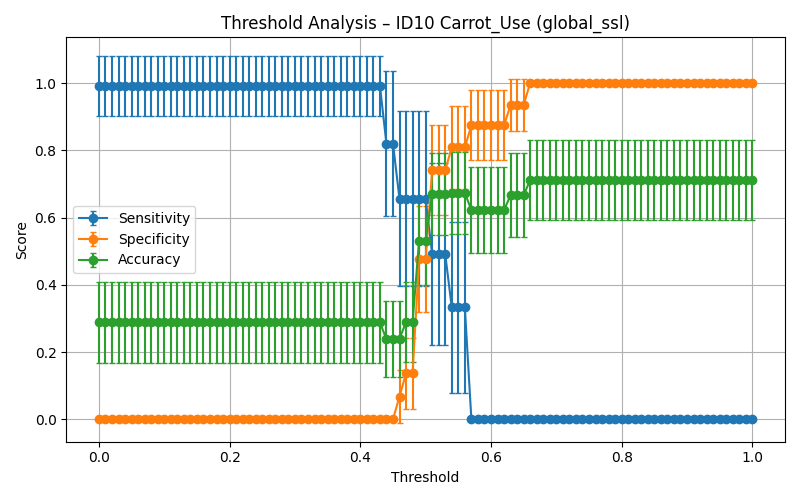 Threshold Analysis – ID10 Carrot_Use (global_ssl)
Score
1.0
0.8
0.6
0.4
0.2
0.0
Sensitivity
Specificity
Accuracy
0.0 0.2 0.4 0.6 0.8 1.0
Threshold